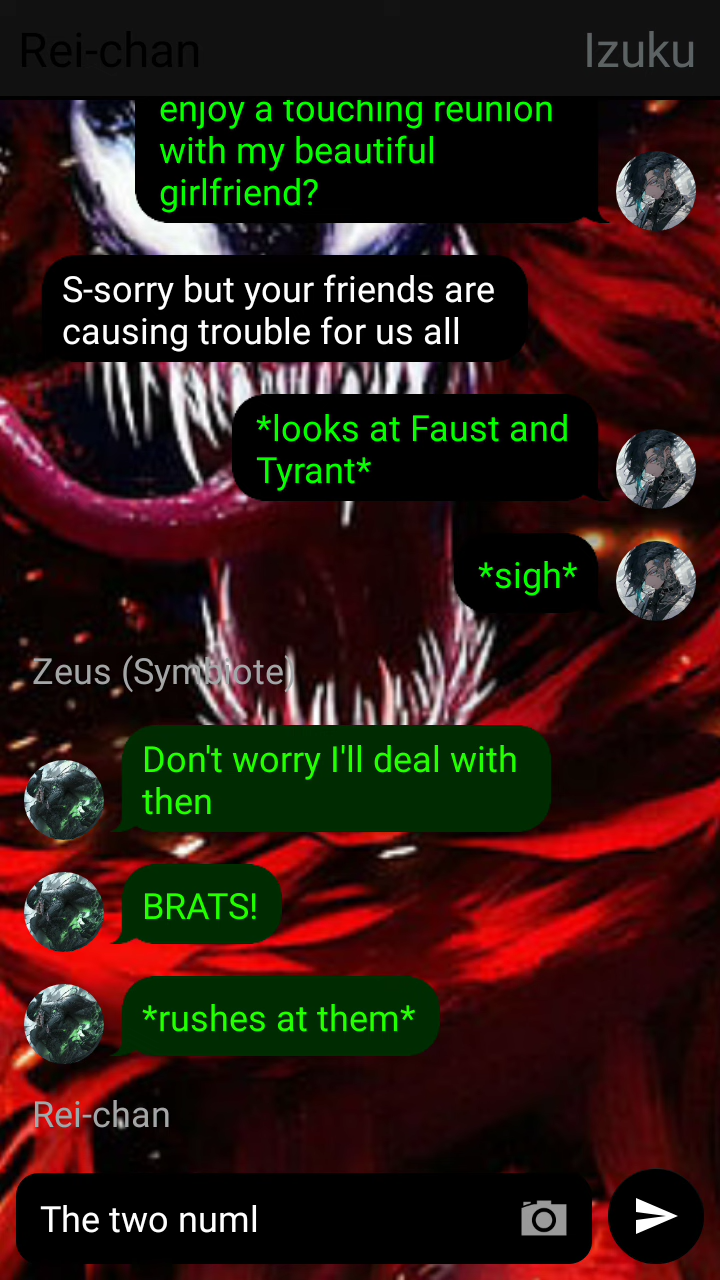 Rei-chan
Izuku
enjoy a touching reunion
with my beautiful
girlfriend?
S-sorry but your friends are
causing trouble for us all
*looks at Faust and
Tyrant*
*sigh*
Zeus (Symbiote)
Don't worry I'll deal with
then
BRATS!
*rushes at them*
Rei-chan
The two numl